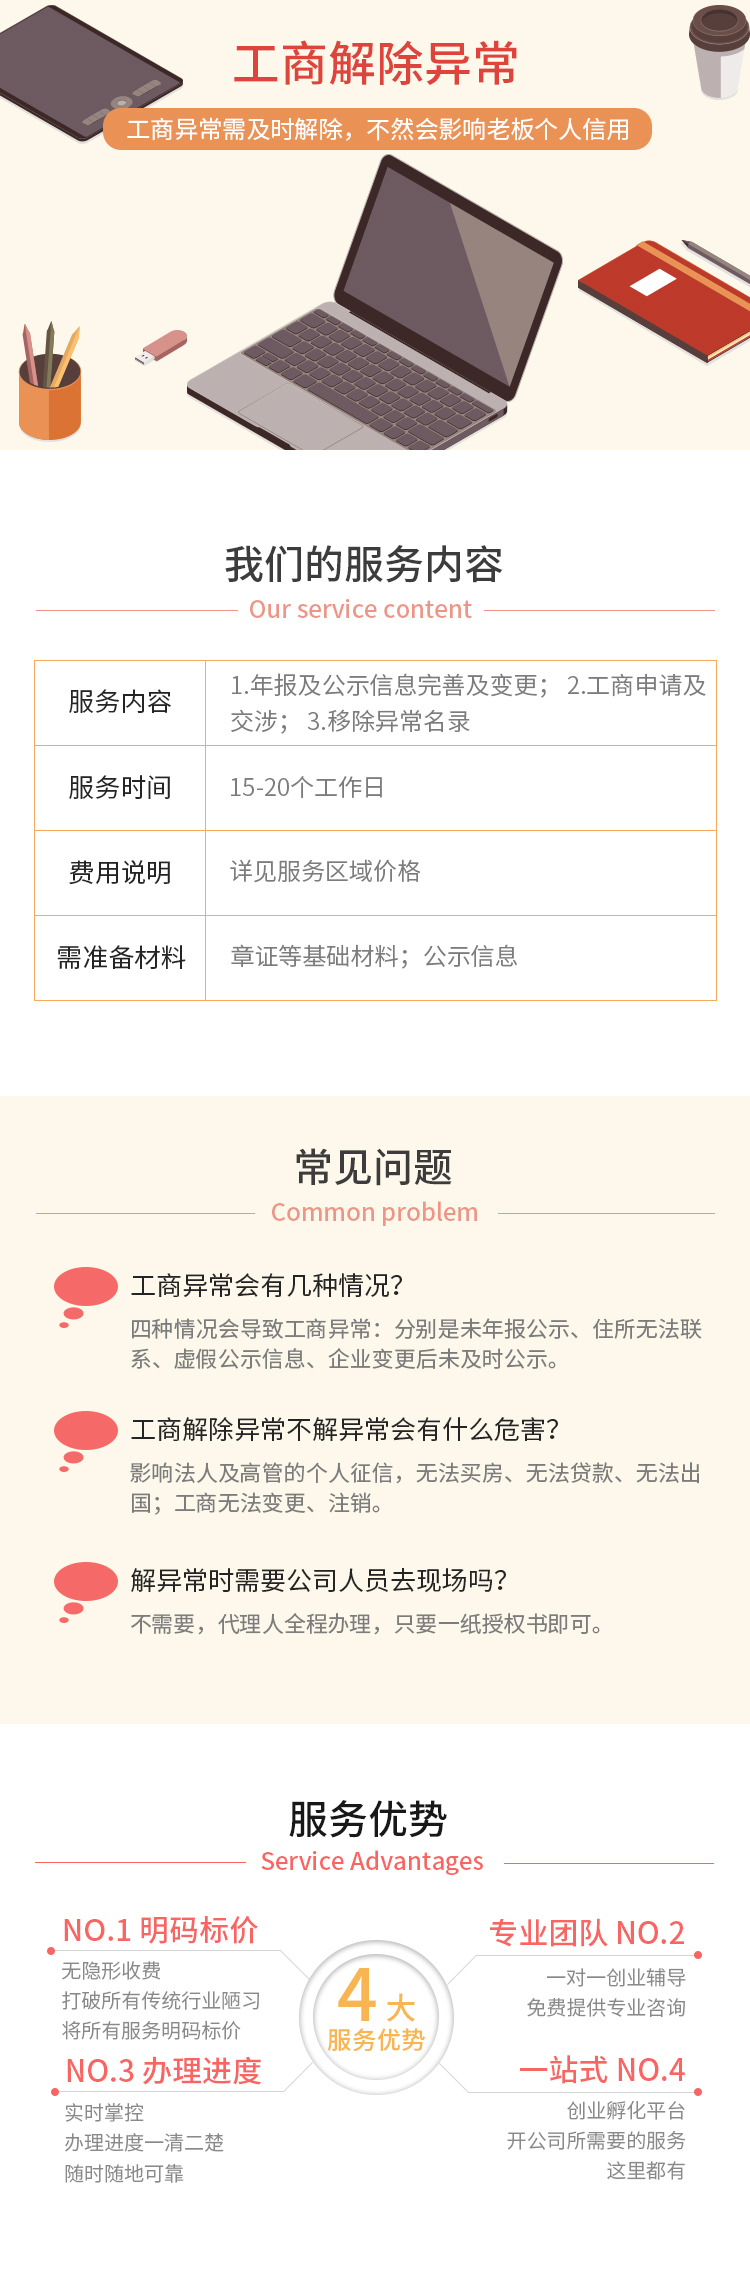 工商解除异常
工商异常需及时解除，不然会影响老板个人信用
我们的服务内容
Our service content
服务内容
1.年报及公示信息完善及变更； 2.工商申请及
交涉； 3.移除异常名录
服务时间
15-20个工作日
费用说明
详见服务区域价格
需准备材料
章证等基础材料；公示信息
常见问题
Common problem
工商异常会有几种情况？
四种情况会导致工商异常：分别是未年报公示、住所无法联
系、虚假公示信息、企业变更后未及时公示。
工商解除异常不解异常会有什么危害？
影响法人及高管的个人征信，无法买房、无法贷款、无法出
国；工商无法变更、注销。
解异常时需要公司人员去现场吗？
不需要，代理人全程办理，只要一纸授权书即可。
服务优势
Service Advantages
NO.1 明码标价
无隐形收费
打破所有传统行业陋习
将所有服务明码标价
专业团队 NO.2
一对一创业辅导
免费提供专业咨询
4 大
服务优势
NO.3 办理进度
实时掌控
办理进度一清二楚
随时随地可靠
一站式 NO.4
创业孵化平台
开公司所需要的服务
这里都有